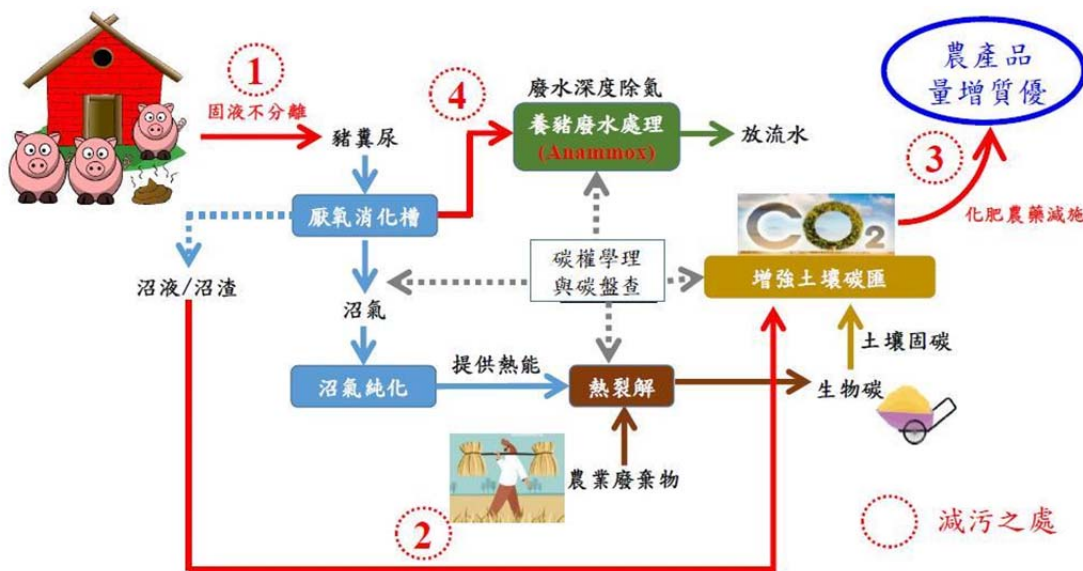 1
固液不分離
豬糞尿
4
廢水深度除氮
養豬廢水處理
(Anammox)
放流水
農產品
量增質優
3
化肥農藥減施
厭氧消化槽
CO2
碳權學理
與碳盤查
增強土壤碳匯
沼液/沼渣
沼氣
土壤固碳
沼氣純化
提供熱能
熱裂解
生物碳
農業廢棄物
2
減污之處